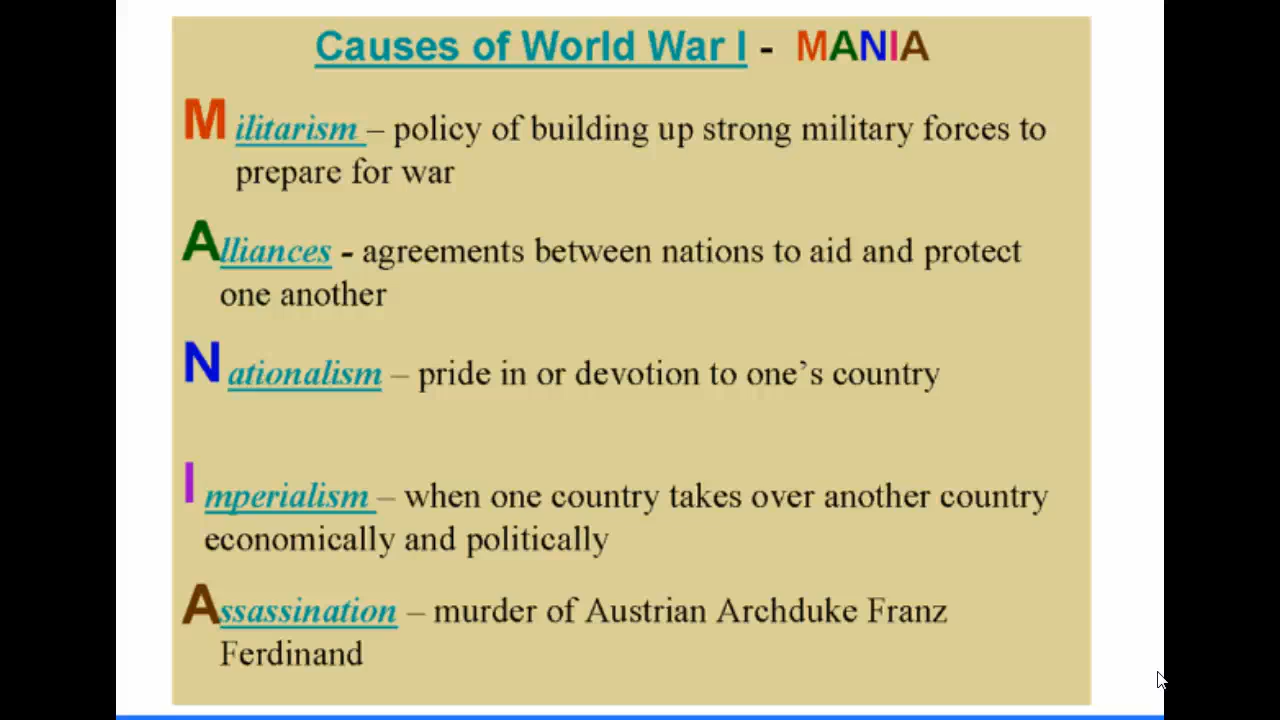 Causes of World War I - MANIA
Militarism – policy of building up strong military forces to
prepare for war
Alliances - agreements between nations to aid and protect
one another
Nationalism – pride in or devotion to one’s country
Imperialism – when one country takes over another country
economically and politically
Assassination – murder of Austrian Archduke Franz
Ferdinand